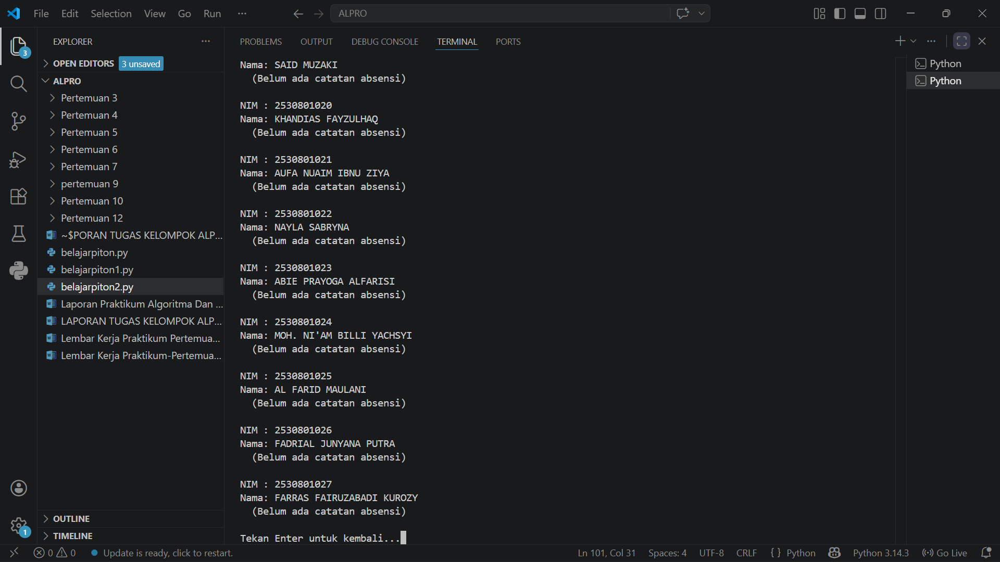 File Edit Selection View Go Run ···
ALPRO
EXPLORER
3
OPEN EDITORS 3 unsaved
ALPRO
Pertemuan 3
Pertemuan 4
Pertemuan 5
Pertemuan 6
Pertemuan 7
pertemuan 9
Pertemuan 10
Pertemuan 12
~$PORAN TUGAS KELOMPOK ALP...
belajarpiton.py
belajarpiton1.py
belajarpiton2.py
Laporan Praktikum Algoritma Dan ...
LAPORAN TUGAS KELOMPOK ALP...
Lembar Kerja Praktikum Pertemua...
Lembar Kerja Praktikum-Pertemua...
OUTLINE
1
TIMELINE
PROBLEMS OUTPUT DEBUG CONSOLE TERMINAL PORTS
Nama: SAID MUZAKI
(Belum ada catatan absensi)
NIM : 2530801020
Nama: KHANDIAS FAYZULHAQ
(Belum ada catatan absensi)
NIM : 2530801021
Nama: AUFA NUAIM IBNU ZIYA
(Belum ada catatan absensi)
NIM : 2530801022
Nama: NAYLA SABRYNA
(Belum ada catatan absensi)
NIM : 2530801023
Nama: ABIE PRAYOGA ALFARISI
(Belum ada catatan absensi)
NIM : 2530801024
Nama: MOH. NI'AM BILLI YACHSYI
(Belum ada catatan absensi)
NIM : 2530801025
Nama: AL FARID MAULANI
(Belum ada catatan absensi)
NIM : 2530801026
Nama: FADRIAL JUNYANA PUTRA
(Belum ada catatan absensi)
NIM : 2530801027
Nama: FARRAS FAIRUZABADI KUROZY
(Belum ada catatan absensi)
Tekan Enter untuk kembali...
Python
Python
0 0 Update is ready, click to restart. Ln 101, Col 31 Spaces: 4 UTF-8 CRLF { } Python Python 3.14.3 Go Live